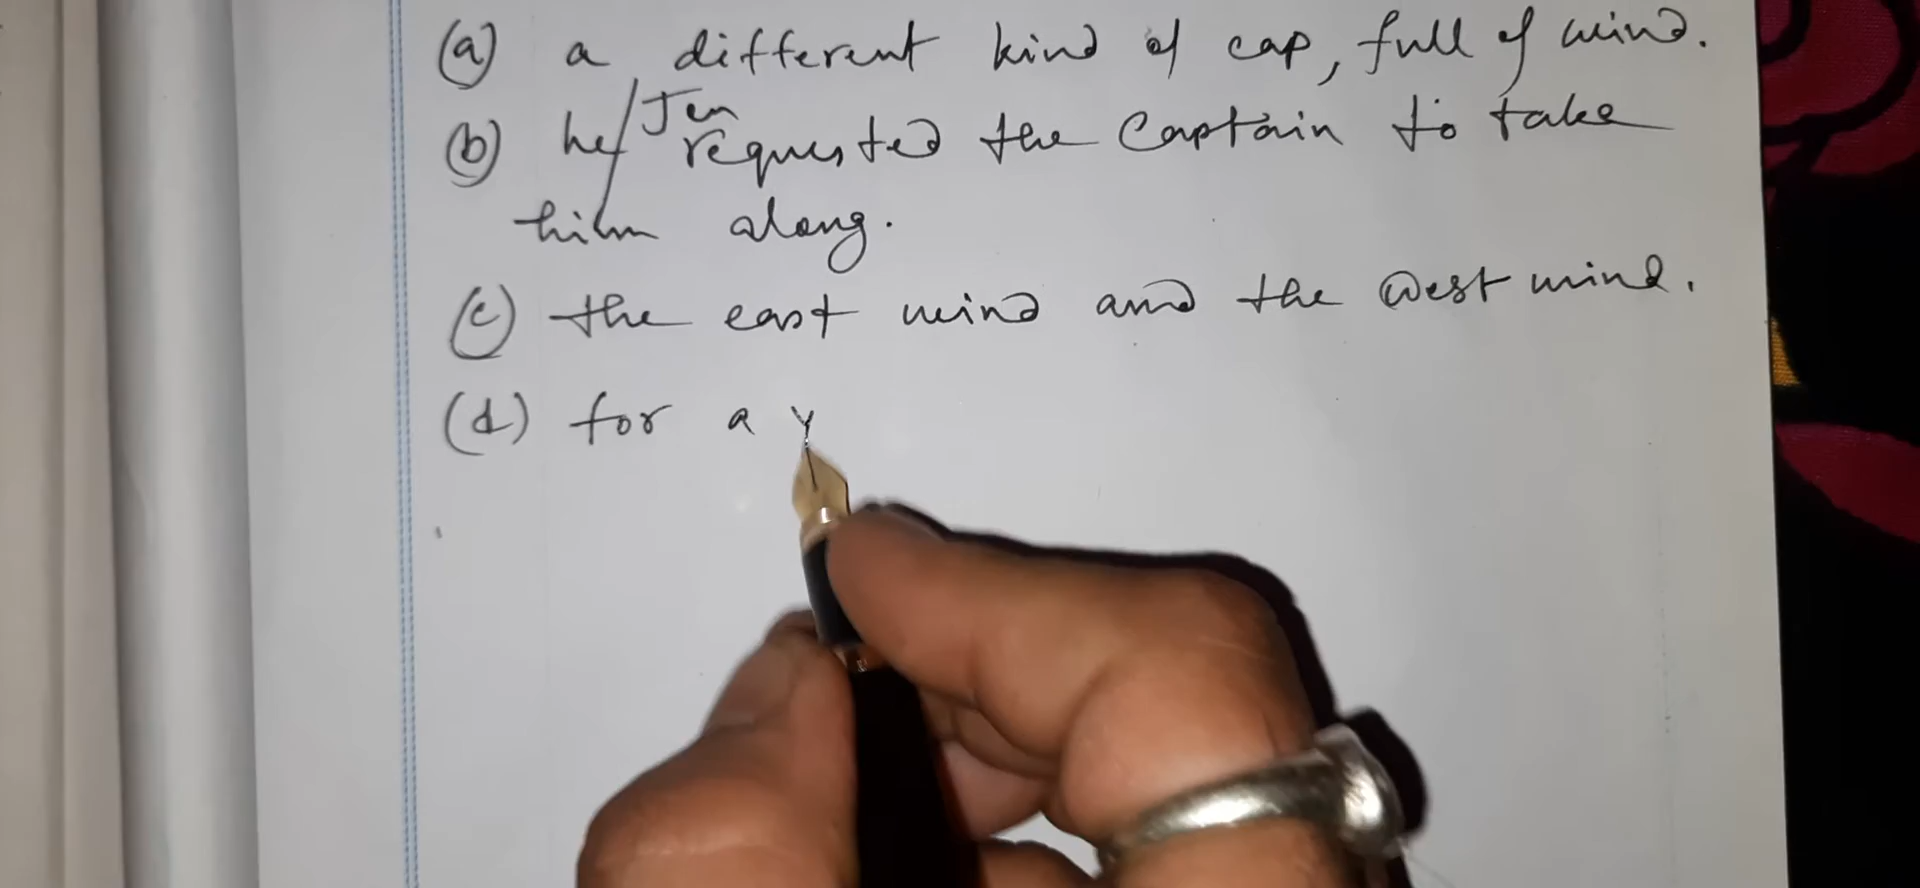 (a) a different kind of cap, full of wind.
(b) he/Jen requested the Captain to take
him along.
(c) the east wind and the west wind.
(d) for a y